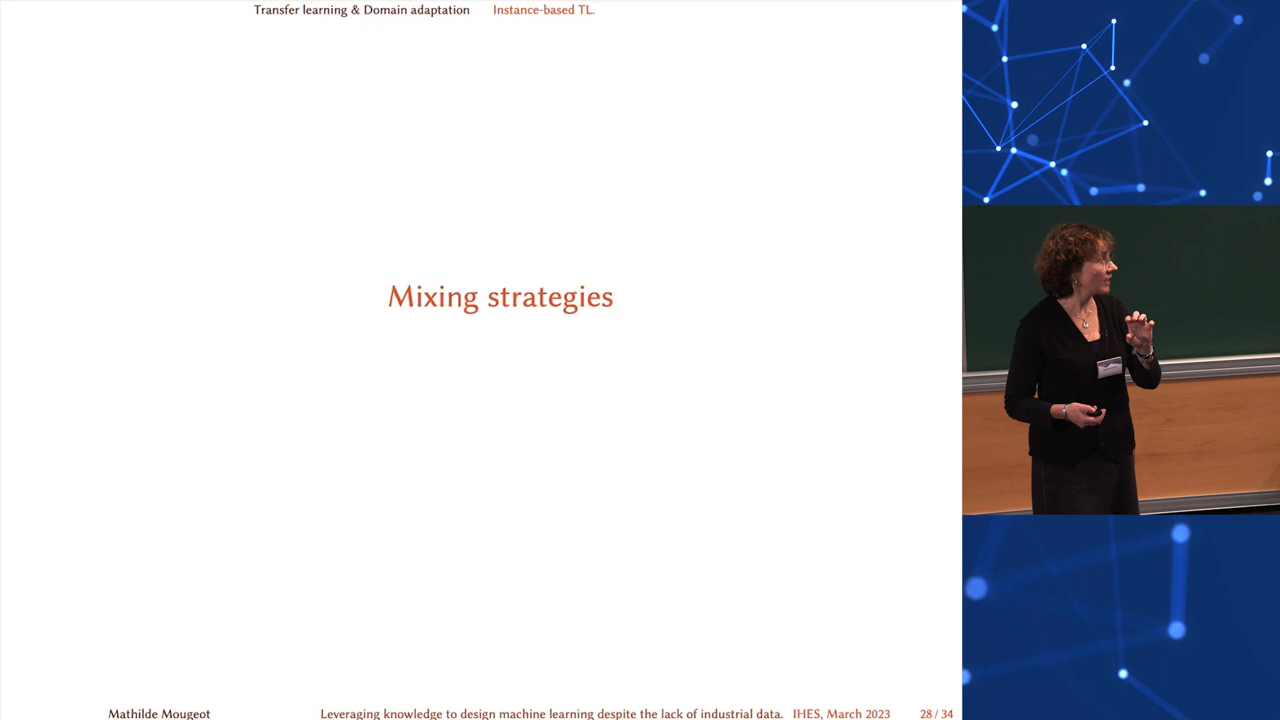 Transfer learning & Domain adaptation Instance-based TL.
Mixing strategies
Mathilde Mougeot Leveraging knowledge to design machine learning despite the lack of industrial data. IHES, March 2023 28 / 34